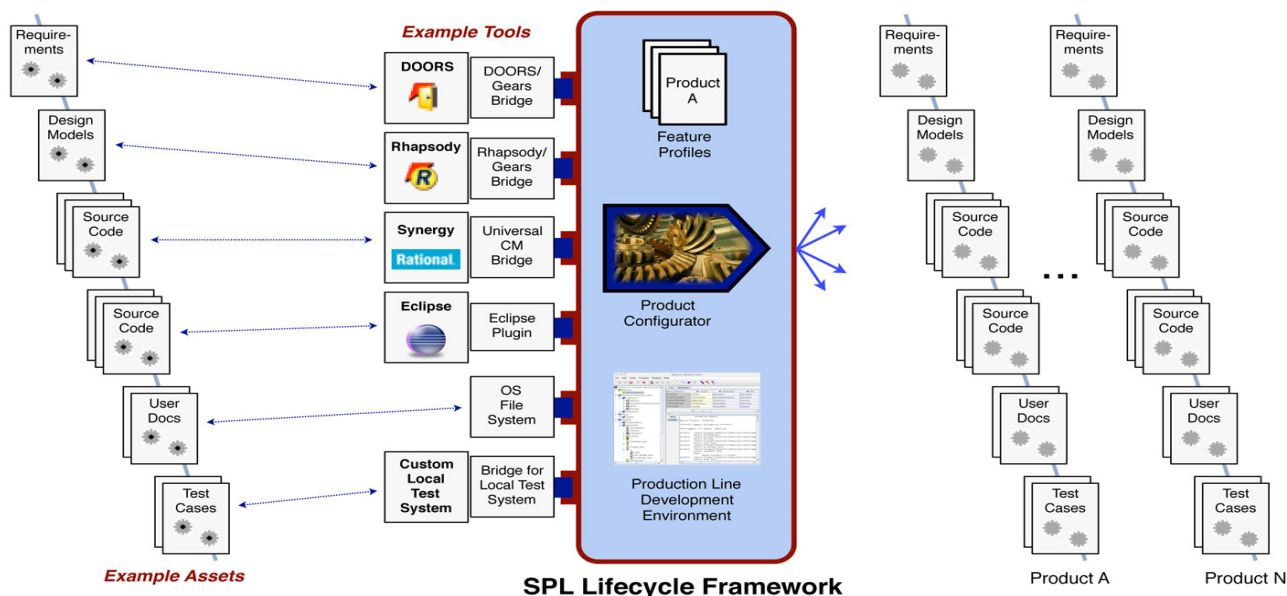 Require-
ments
Design
Models
Source
Code
Source
Code
User
Docs
Test
Cases
Example Assets
Example Tools
DOORS
DOORS/
Gears
Bridge
Rhapsody
R
Rhapsody/
Gears
Bridge
Synergy
Rational.
Universal
CM
Bridge
Eclipse
Eclipse
Plugin
OS
File
System
Custom
Local
Test
System
Bridge for
Local Test
System
Product
A
Feature
Profiles
Product
Configurator
Production Line
Development
Environment
SPL Lifecycle Framework
Require-
ments
Design
Models
Source
Code
Source
Code
User
Docs
Test
Cases
Product A
...
Require-
ments
Design
Models
Source
Code
Source
Code
User
Docs
Test
Cases
Product N